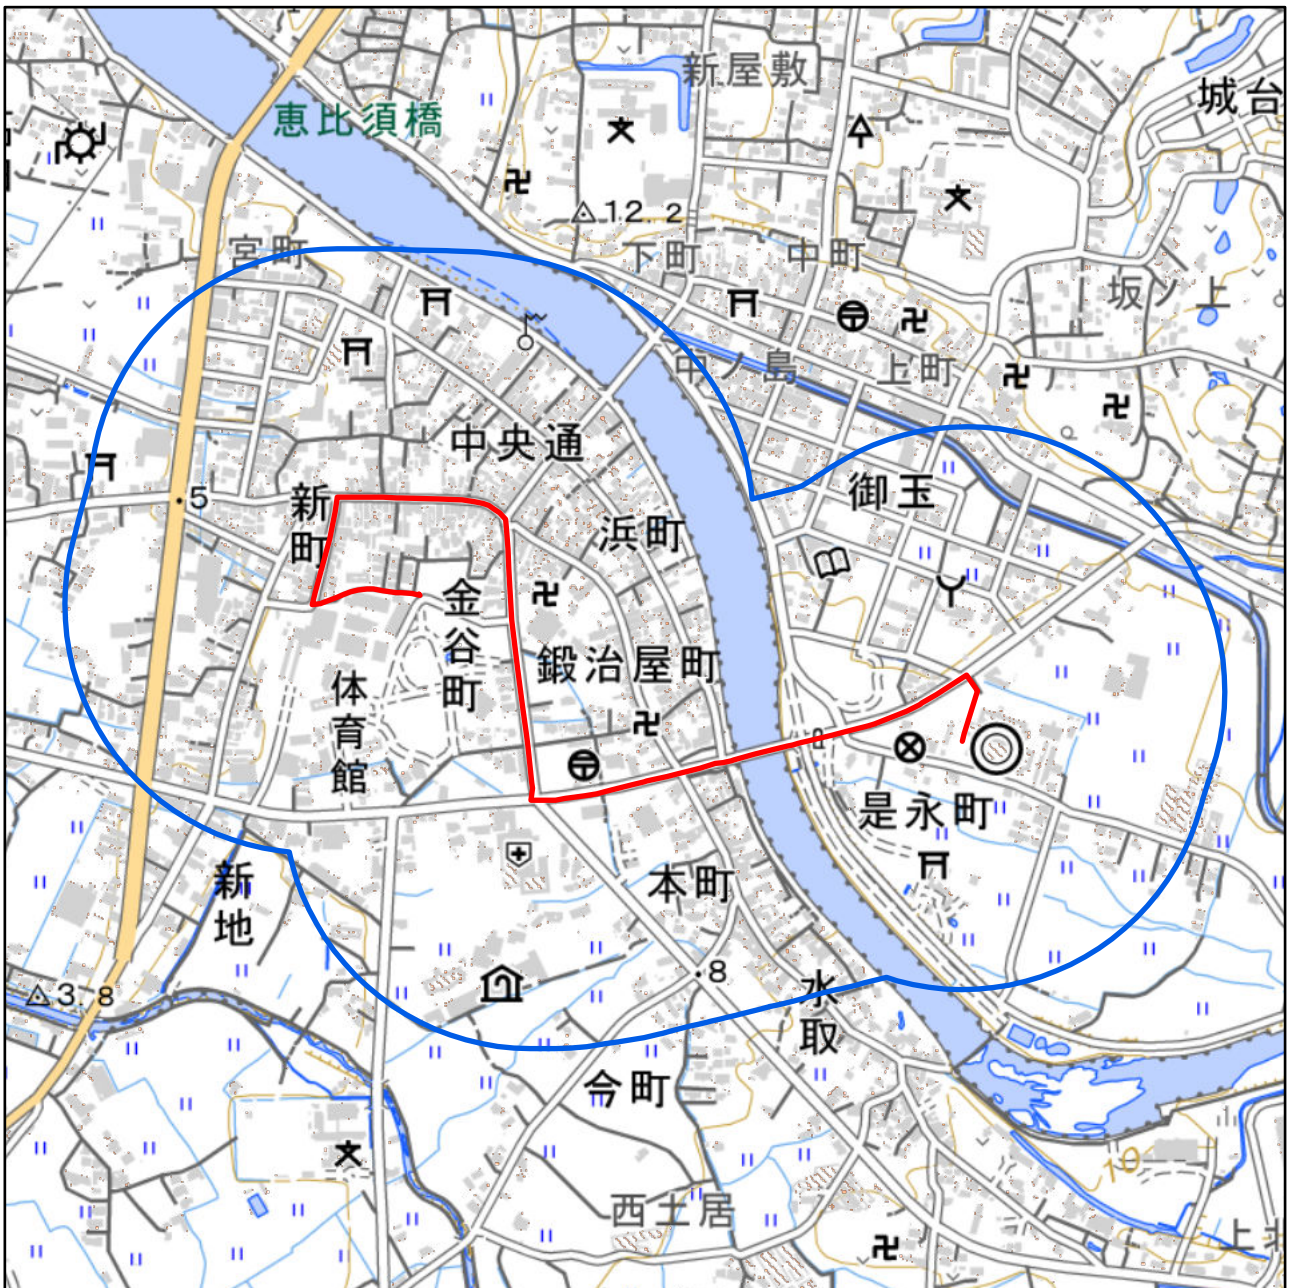 新屋敷
城台
恵比須橋
12.2
宮町
下町
中町
坂ノ上
中ノ島
上町
中央通
5
新町
御玉
浜町
金谷町
鍛冶屋町
体育館
是永町
新地
本町
8
3.8
水取
今町
10
西土居